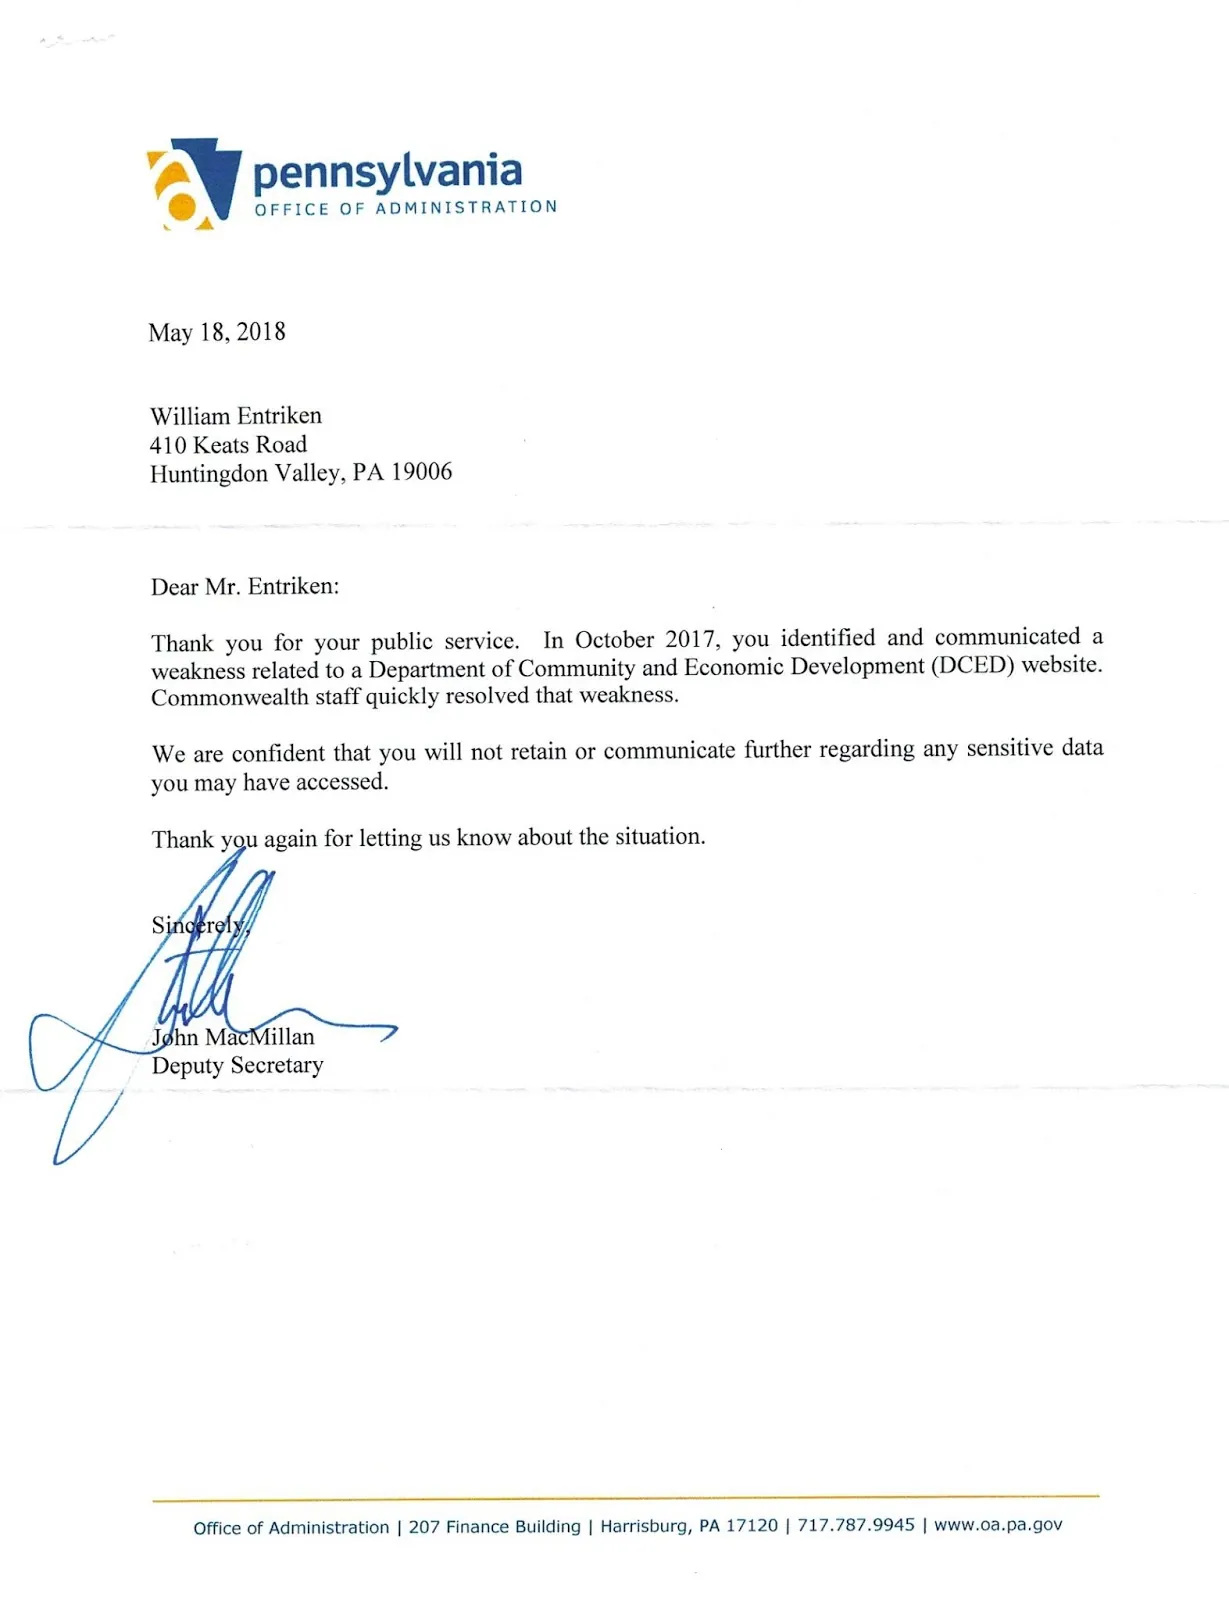 pennsylvania
OFFICE OF ADMINISTRATION
May 18, 2018
William Entriken
410 Keats Road
Huntingdon Valley, PA 19006
Dear Mr. Entriken:
Thank you for your public service. In October 2017, you identified and communicated a
weakness related to a Department of Community and Economic Development (DCED) website.
Commonwealth staff quickly resolved that weakness.
We are confident that you will not retain or communicate further regarding any sensitive data
you may have accessed.
Thank you again for letting us know about the situation.
Sincerely,
John MacMillan
Deputy Secretary
Office of Administration | 207 Finance Building | Harrisburg, PA 17120 | 717.787.9945 | www.oa.pa.gov